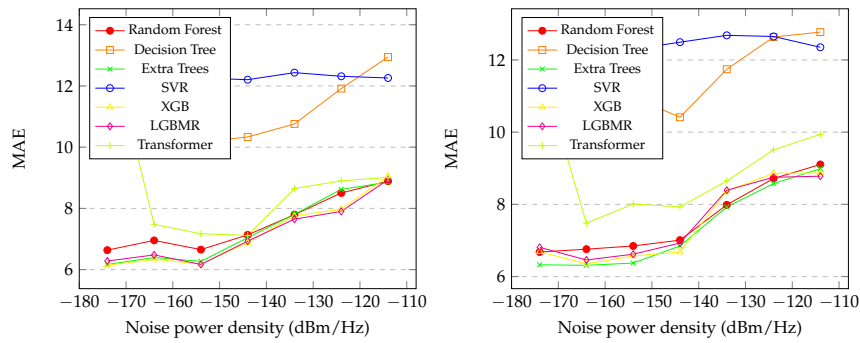 14
12
10
8
6
MAE
Random Forest
Decision Tree
Extra Trees
SVR
XGB
LGBMR
Transformer
−180 −170 −160 −150 −140 −130 −120 −110
Noise power density (dBm/Hz)
12
10
8
6
MAE
Random Forest
Decision Tree
Extra Trees
SVR
XGB
LGBMR
Transformer
−180 −170 −160 −150 −140 −130 −120 −110
Noise power density (dBm/Hz)